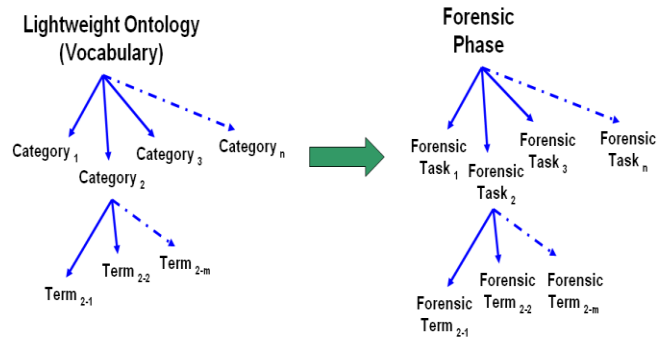 Lightweight Ontology
(Vocabulary)
Category 1
Category 2
Category 3
Category n
Term 2-1
Term 2-2
Term 2-m
Forensic
Phase
Forensic
Task 1
Forensic
Task 2
Forensic
Task 3
Forensic
Task n
Forensic
Term 2-1
Forensic
Term 2-2
Forensic
Term 2-m